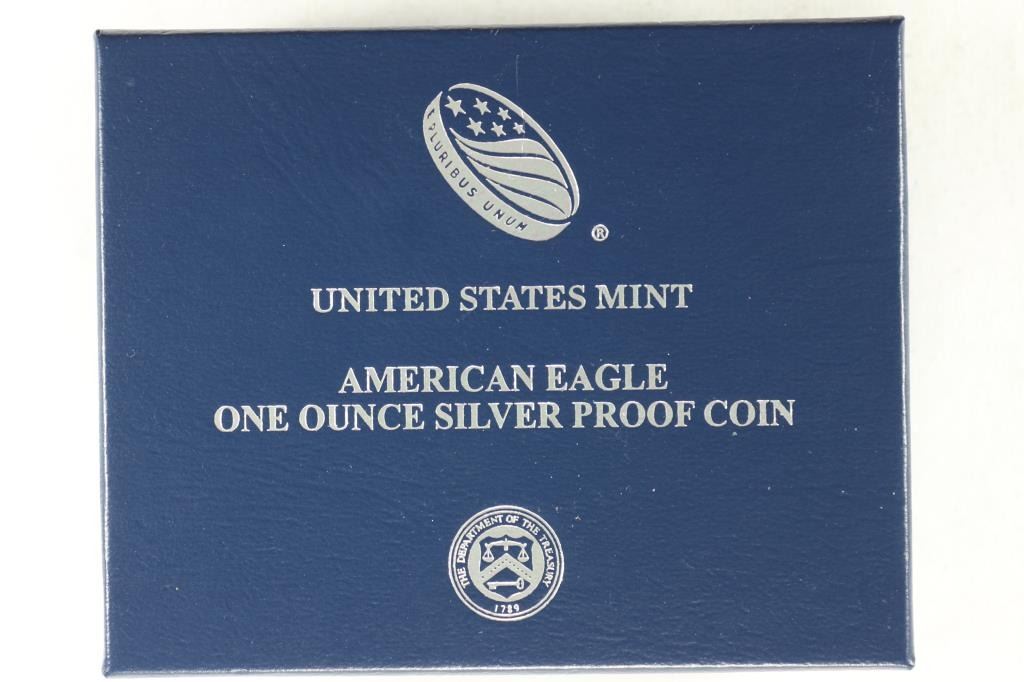 E PLURIBUS UNUM
®
UNITED STATES MINT
AMERICAN EAGLE
ONE OUNCE SILVER PROOF COIN
THE DEPARTMENT OF THE TREASURY
1789